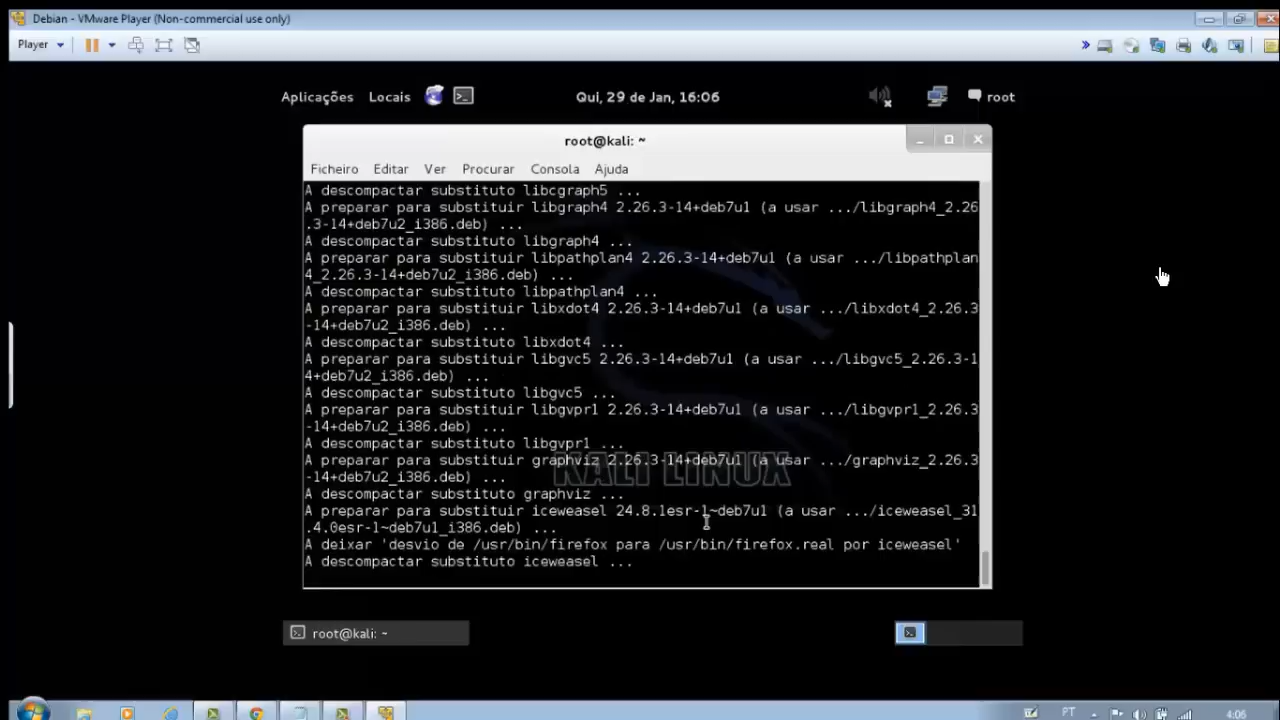 Debian - VMware Player (Non-commercial use only)
Player
Aplicações Locais Qui, 29 de Jan, 16:06 root
root@kali: ~
Ficheiro Editar Ver Procurar Consola Ajuda
A descompactar substituto libcgraph5 ...
A preparar para substituir libgraph4 2.26.3-14+deb7u1 (a usar .../libgraph4_2.26
.3-14+deb7u2_i386.deb) ...
A descompactar substituto libgraph4 ...
A preparar para substituir libpathplan4 2.26.3-14+deb7u1 (a usar .../libpathplan
4_2.26.3-14+deb7u2_i386.deb) ...
A descompactar substituto libpathplan4 ...
A preparar para substituir libxdot4 2.26.3-14+deb7u1 (a usar .../libxdot4_2.26.3
-14+deb7u2_i386.deb) ...
A descompactar substituto libxdot4 ...
A preparar para substituir libgvc5 2.26.3-14+deb7u1 (a usar .../libgvc5_2.26.3-1
4+deb7u2_i386.deb) ...
A descompactar substituto libgvc5 ...
A preparar para substituir libgvpr1 2.26.3-14+deb7u1 (a usar .../libgvpr1_2.26.3
-14+deb7u2_i386.deb) ...
A descompactar substituto libgvpr1 ...
A preparar para substituir graphviz 2.26.3-14+deb7u1 (a usar .../graphviz_2.26.3
-14+deb7u2_i386.deb) ...
KALI LINUX
A descompactar substituto graphviz ...
A preparar para substituir iceweasel 24.8.1esr-1~deb7u1 (a usar .../iceweasel_31
.4.0esr-1~deb7u1_i386.deb) ...
A deixar 'desvio de /usr/bin/firefox para /usr/bin/firefox.real por iceweasel'
A descompactar substituto iceweasel ...
root@kali: ~
PT 4:06